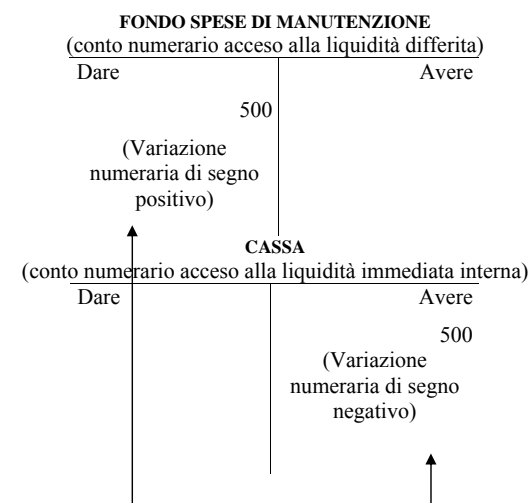 FONDO SPESE DI MANUTENZIONE
(conto numerario acceso alla liquidità differita)
Dare Avere
500
(Variazione
numeraria di segno
positivo)
CASSA
(conto numerario acceso alla liquidità immediata interna)
Dare Avere
500
(Variazione
numeraria di segno
negativo)